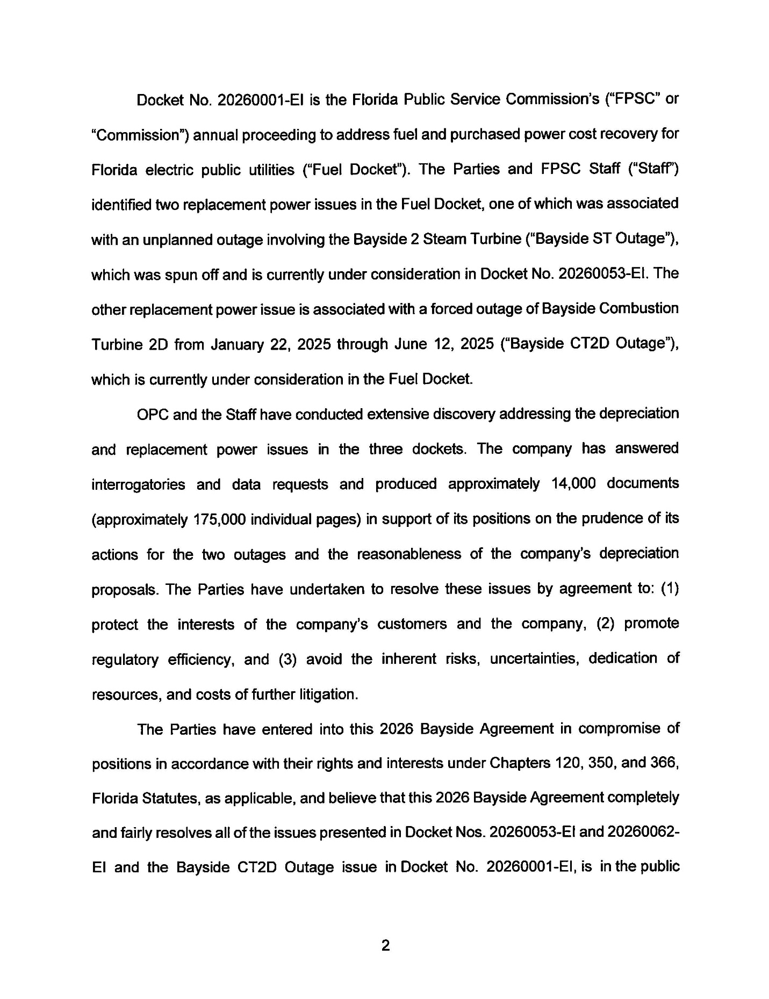 Docket No. 20260001-EI is the Florida Public Service Commission's (“FPSC” or
“Commission”) annual proceeding to address fuel and purchased power cost recovery for
Florida electric public utilities (“Fuel Docket”). The Parties and FPSC Staff (“Staff”)
identified two replacement power issues in the Fuel Docket, one of which was associated
with an unplanned outage involving the Bayside 2 Steam Turbine (“Bayside ST Outage”),
which was spun off and is currently under consideration in Docket No. 20260053-EI. The
other replacement power issue is associated with a forced outage of Bayside Combustion
Turbine 2D from January 22, 2025 through June 12, 2025 (“Bayside CT2D Outage”),
which is currently under consideration in the Fuel Docket.
OPC and the Staff have conducted extensive discovery addressing the depreciation
and replacement power issues in the three dockets. The company has answered
interrogatories and data requests and produced approximately 14,000 documents
(approximately 175,000 individual pages) in support of its positions on the prudence of its
actions for the two outages and the reasonableness of the company's depreciation
proposals. The Parties have undertaken to resolve these issues by agreement to: (1)
protect the interests of the company's customers and the company, (2) promote
regulatory efficiency, and (3) avoid the inherent risks, uncertainties, dedication of
resources, and costs of further litigation.
The Parties have entered into this 2026 Bayside Agreement in compromise of
positions in accordance with their rights and interests under Chapters 120, 350, and 366,
Florida Statutes, as applicable, and believe that this 2026 Bayside Agreement completely
and fairly resolves all of the issues presented in Docket Nos. 20260053-EI and 20260062-
EI and the Bayside CT2D Outage issue in Docket No. 20260001-EI, is in the public
2